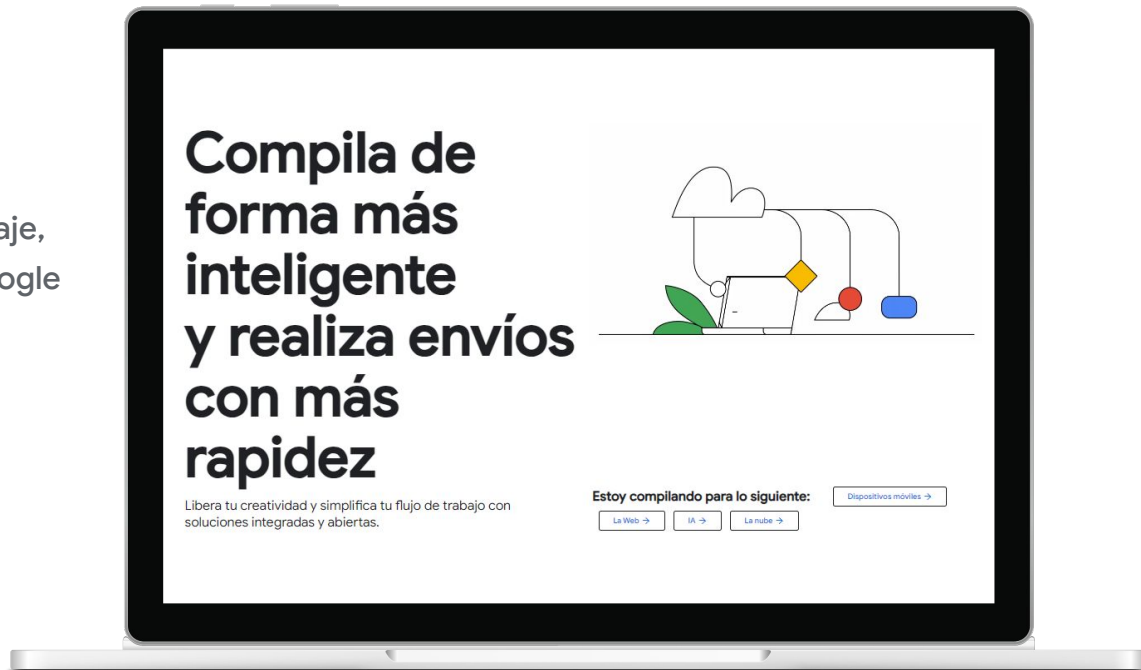 aje,
ogle
Compila de
forma más
inteligente
y realiza envíos
con más
rapidez
Libera tu creatividad y simplifica tu flujo de trabajo con
soluciones integradas y abiertas.
Estoy compilando para lo siguiente:
Dispositivos móviles →
La Web →
IA →
La nube →